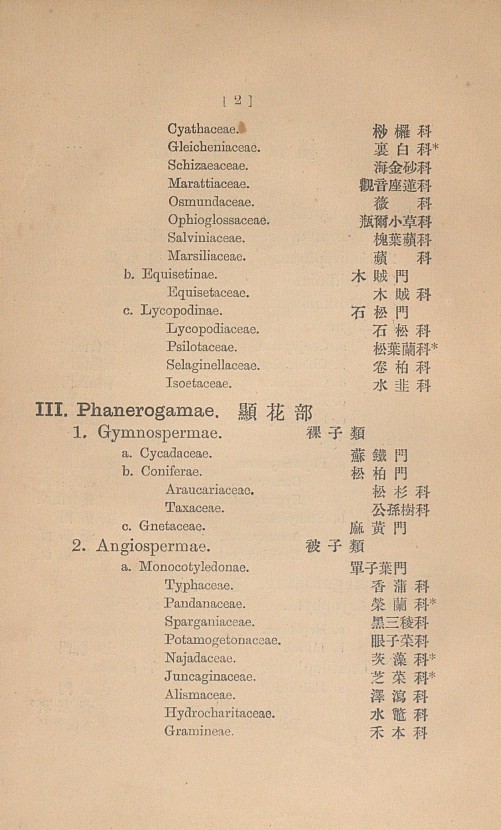 [ 2 ]
Cyathaceae. 桫欏科
Gleicheniaceae. 裏白科*
Schizaeaceae. 海金砂科
Marattiaceae. 觀音座蓮科
Osmundaceae. 薇科
Ophioglossaceae. 瓶爾小草科
Salviniaceae. 槐葉蘋科
Marsiliaceae. 蘋科
b. Equisetinae. 木賊門
Equisetaceae. 木賊科
c. Lycopodinae. 石松門
Lycopodiaceae. 石松科
Psilotaceae. 松葉蘭科*
Selaginellaceae. 卷柏科
Isoetaceae. 水韭科
III. Phanerogamae. 顯花部
1. Gymnospermae. 裸子類
a. Cycadaceae. 蘇鐵門
b. Coniferae. 松柏門
Araucariaceae. 松杉科
Taxaceae. 公孫樹科
c. Gnetaceae. 麻黃門
2. Angiospermae. 被子類
a. Monocotyledonae. 單子葉門
Typhaceae. 香蒲科
Pandanaceae. 榮蘭科*
Sparganiaceae. 黑三稜科
Potamogetonaceae. 眼子菜科
Najadaceae. 茨藻科*
Juncaginaceae. 芝菜科*
Alismaceae. 澤瀉科
Hydrocharitaceae. 水鼈科
Gramineae. 禾本科